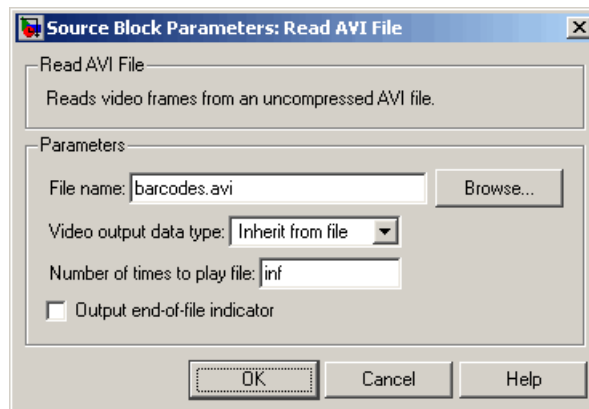 Source Block Parameters: Read AVI File
Read AVI File
Reads video frames from an uncompressed AVI file.
Parameters
File name: barcodes.avi Browse...
Video output data type: Inherit from file
Number of times to play file: inf
Output end-of-file indicator
OK Cancel Help